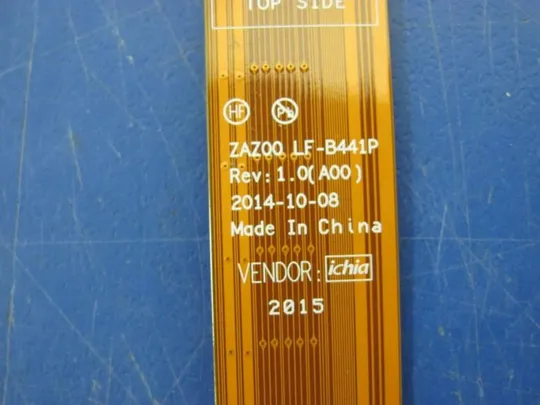 TOP SIDE
HF Pb
ZAZ00 LF-B441P
Rev: 1.0(A00)
2014-10-08
Made In China
VENDOR: ichia
2015